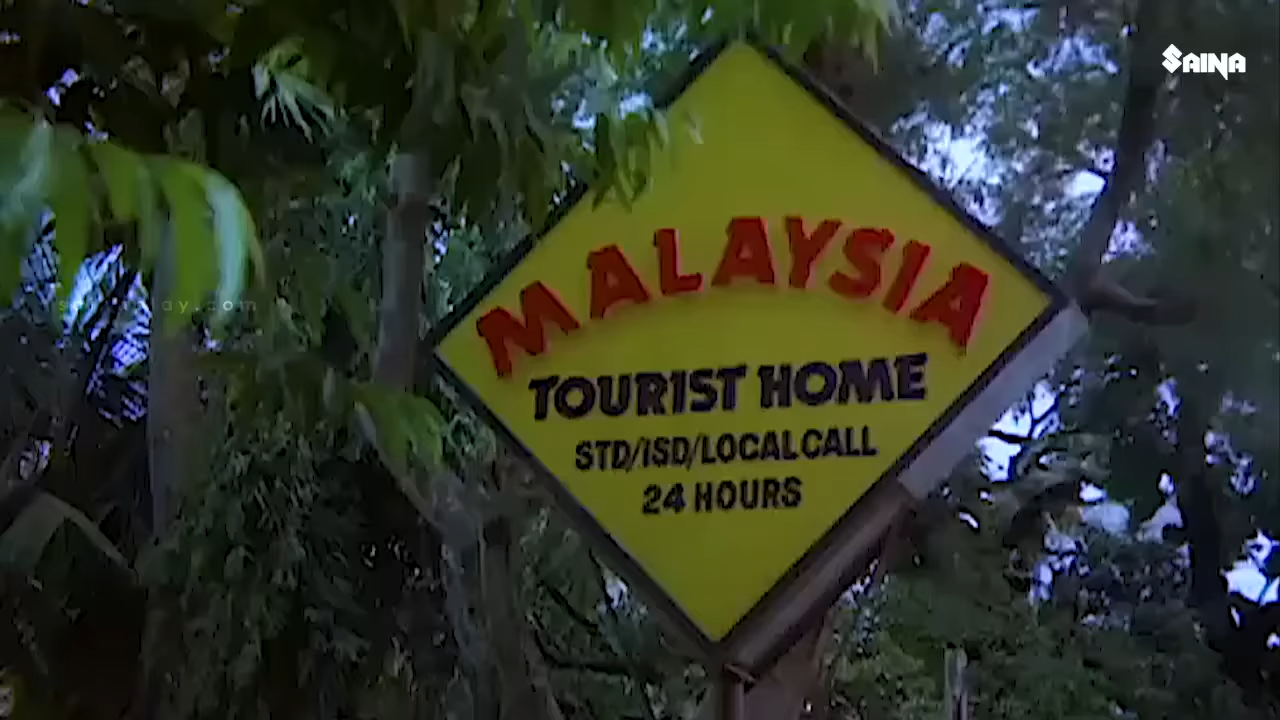 SAINA
MALAYSIA
TOURIST HOME
STD/ISD/LOCAL CALL
24 HOURS